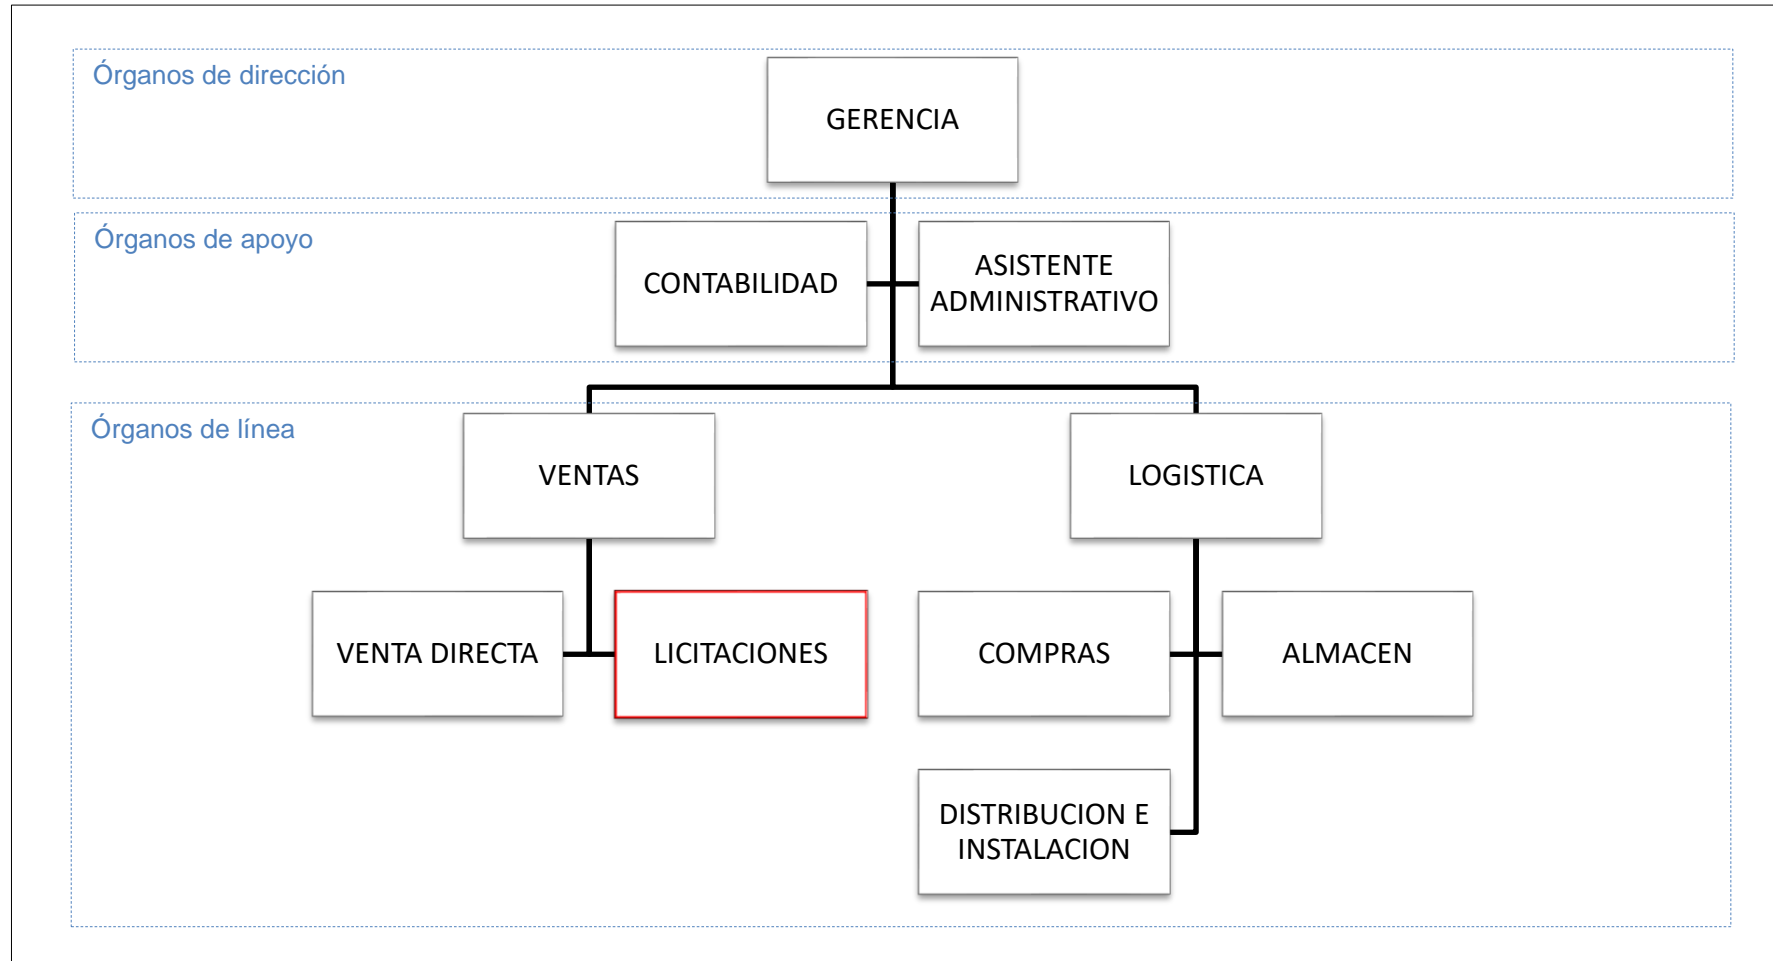 Órganos de dirección
GERENCIA
Órganos de apoyo
CONTABILIDAD
ASISTENTE
ADMINISTRATIVO
Órganos de línea
VENTAS
LOGISTICA
VENTA DIRECTA
LICITACIONES
COMPRAS
ALMACEN
DISTRIBUCION E
INSTALACION